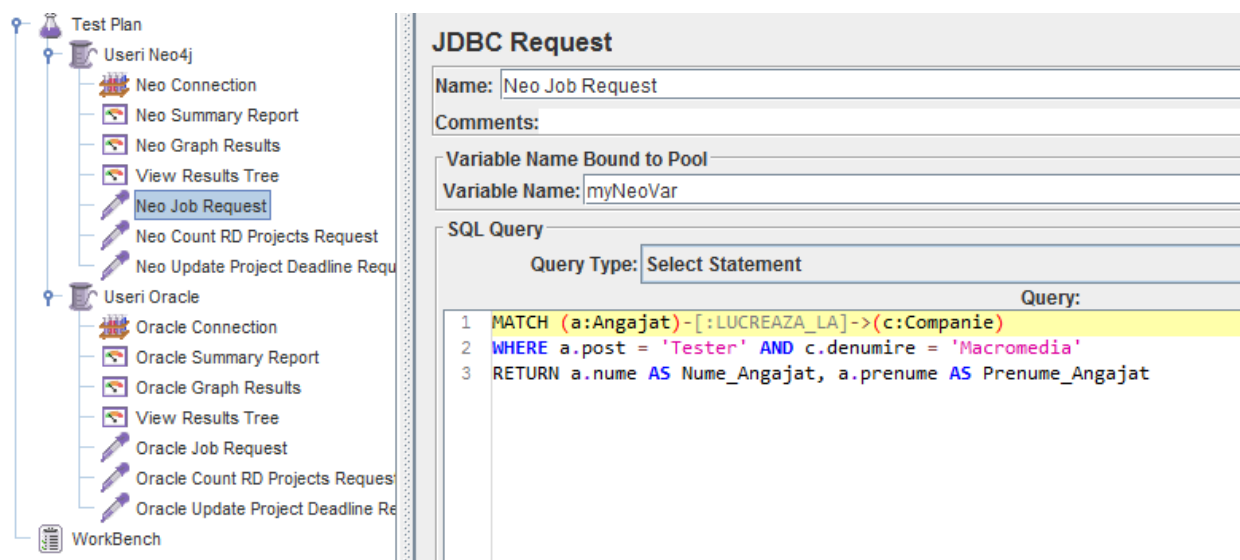 Test Plan
Useri Neo4j
Neo Connection
Neo Summary Report
Neo Graph Results
View Results Tree
Neo Job Request
Neo Count RD Projects Request
Neo Update Project Deadline Requ
Useri Oracle
Oracle Connection
Oracle Summary Report
Oracle Graph Results
View Results Tree
Oracle Job Request
Oracle Count RD Projects Request
Oracle Update Project Deadline Re
WorkBench
JDBC Request
Name: Neo Job Request
Comments:
Variable Name Bound to Pool
Variable Name: myNeoVar
SQL Query
Query Type: Select Statement
Query:
1 MATCH (a:Angajat)-[:LUCREAZA_LA]->(c:Companie)
2 WHERE a.post = 'Tester' AND c.denumire = 'Macromedia'
3 RETURN a.nume AS Nume_Angajat, a.prenume AS Prenume_Angajat